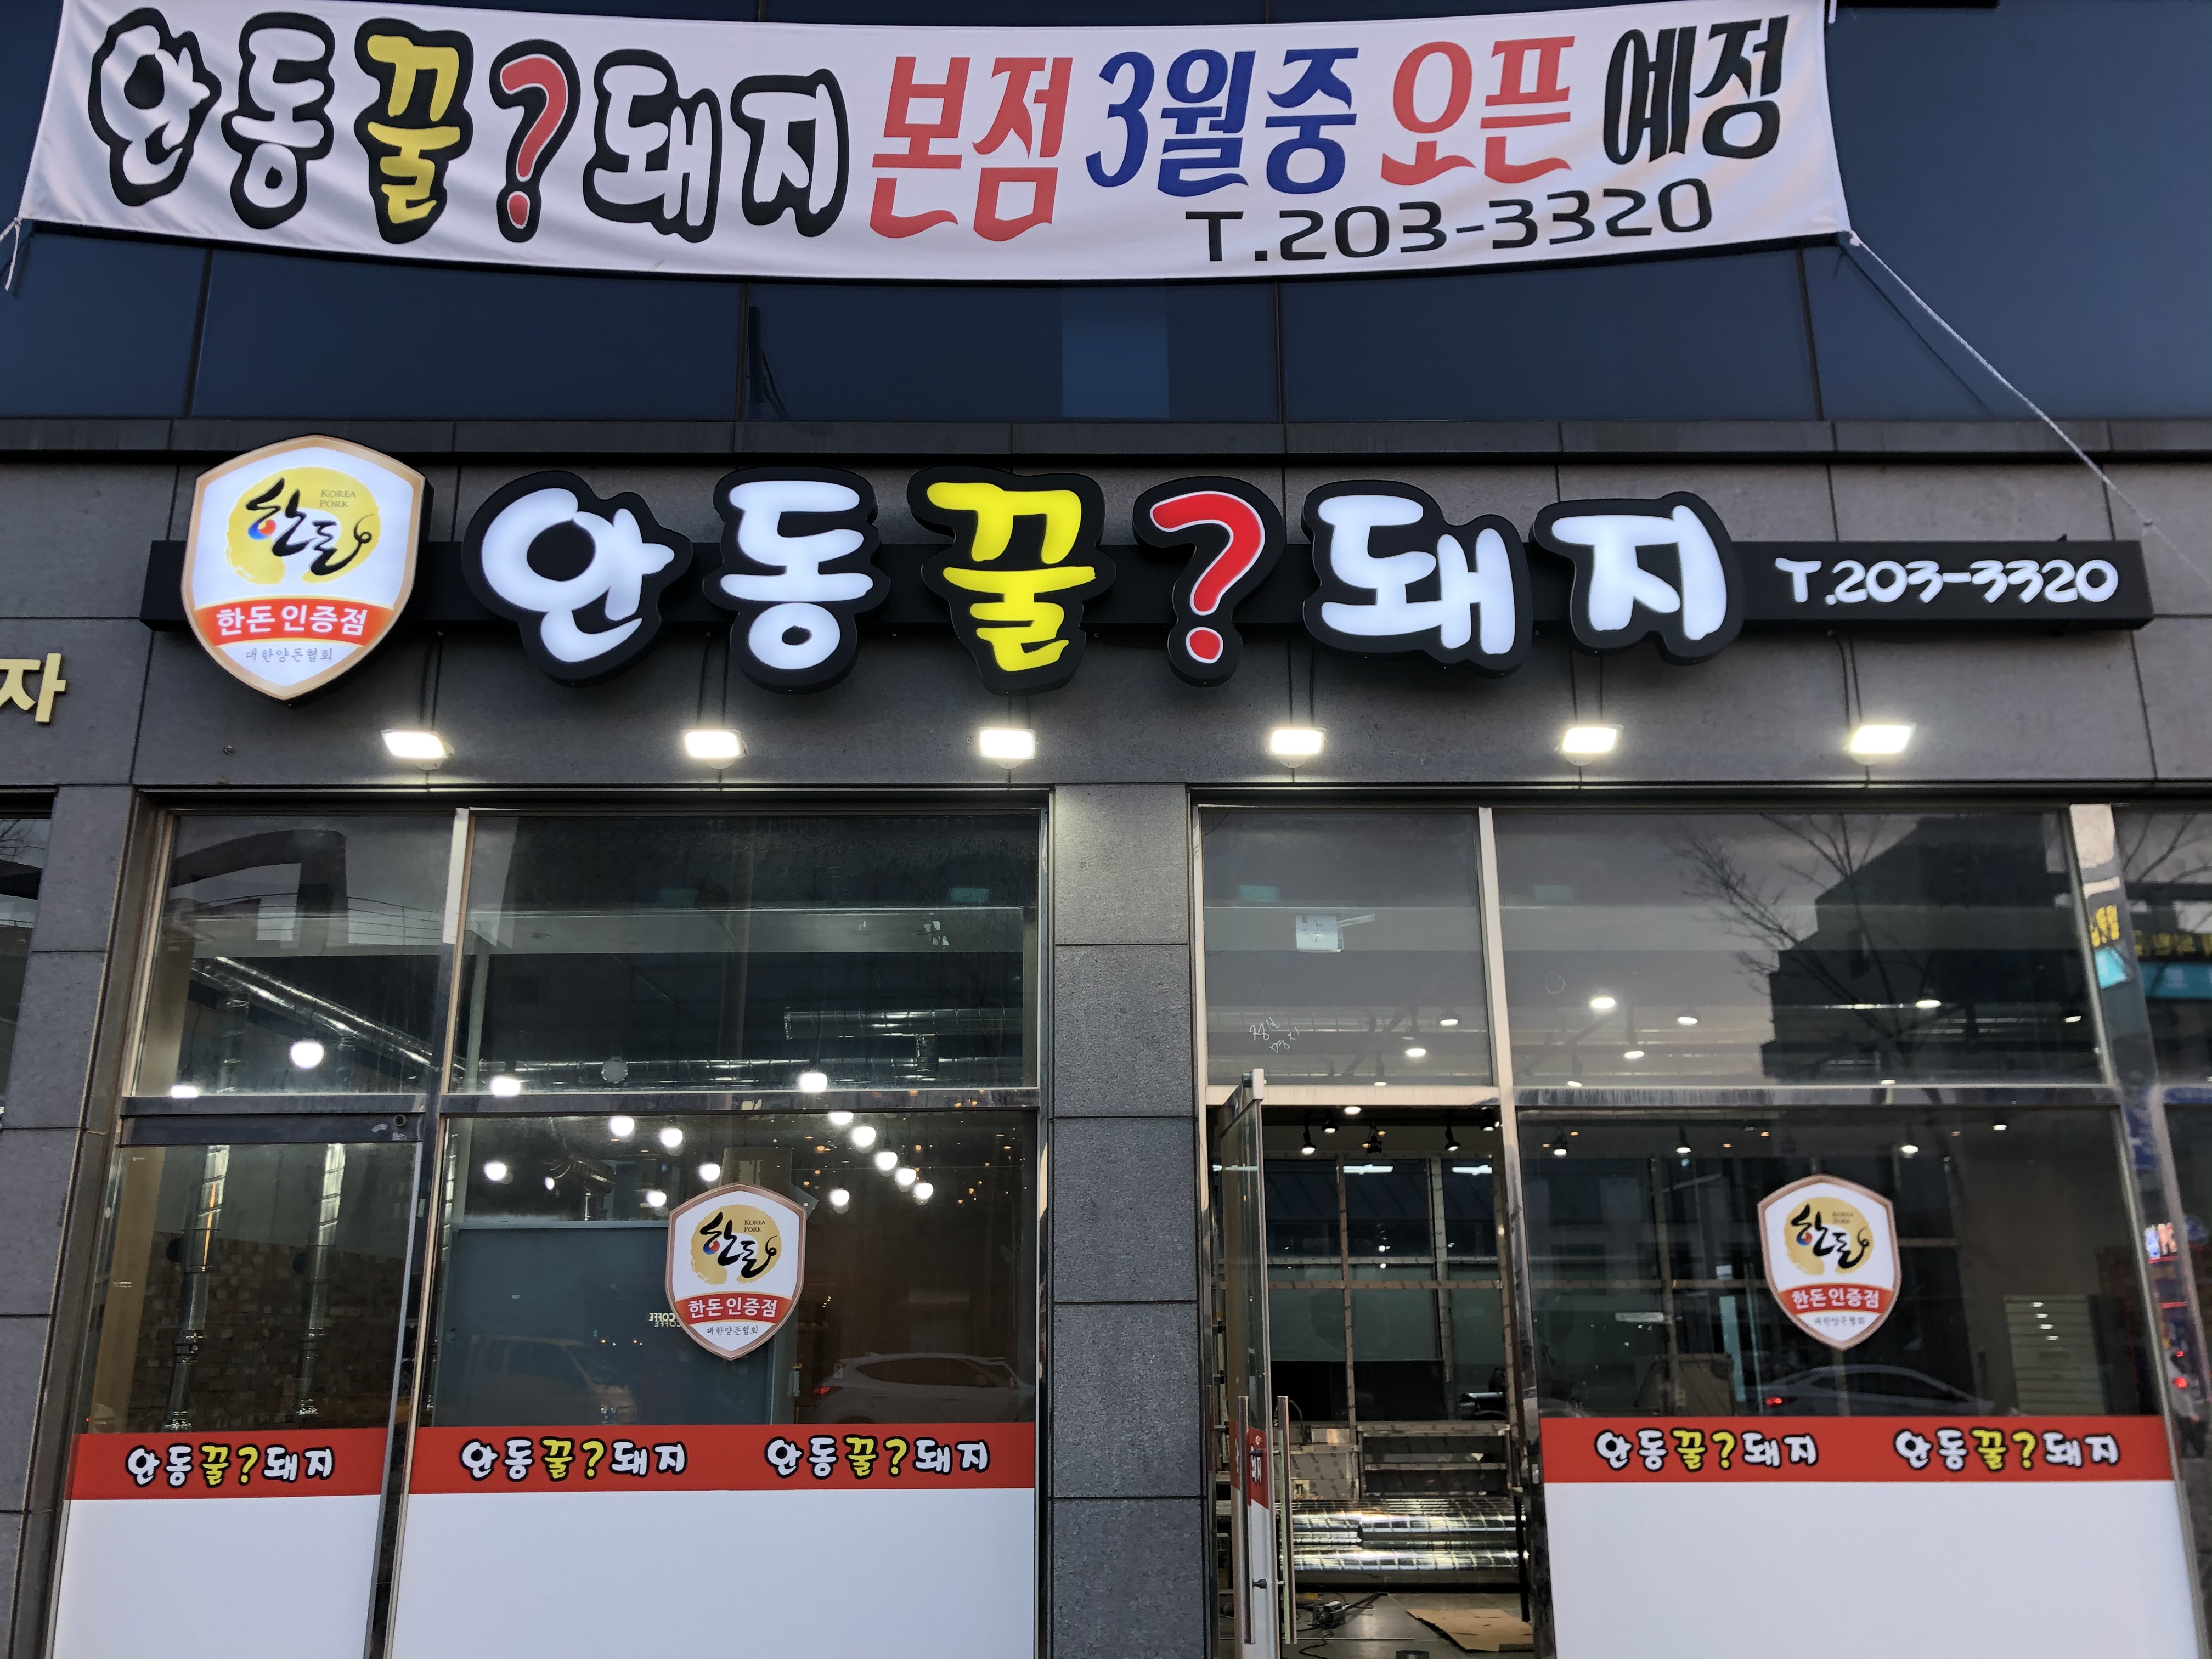 안동꿀?돼지 본점 3월중 오픈 예정
T.203-3320
한돈
KOREA
PORK
한돈 인증점
대한양돈협회
안동꿀?돼지 T.203-3320
자
한돈
KOREA
PORK
한돈 인증점
대한양돈협회
한돈
KOREA
PORK
한돈 인증점
대한양돈협회
안동꿀?돼지 안동꿀?돼지 안동꿀?돼지 안동꿀?돼지 안동꿀?돼지